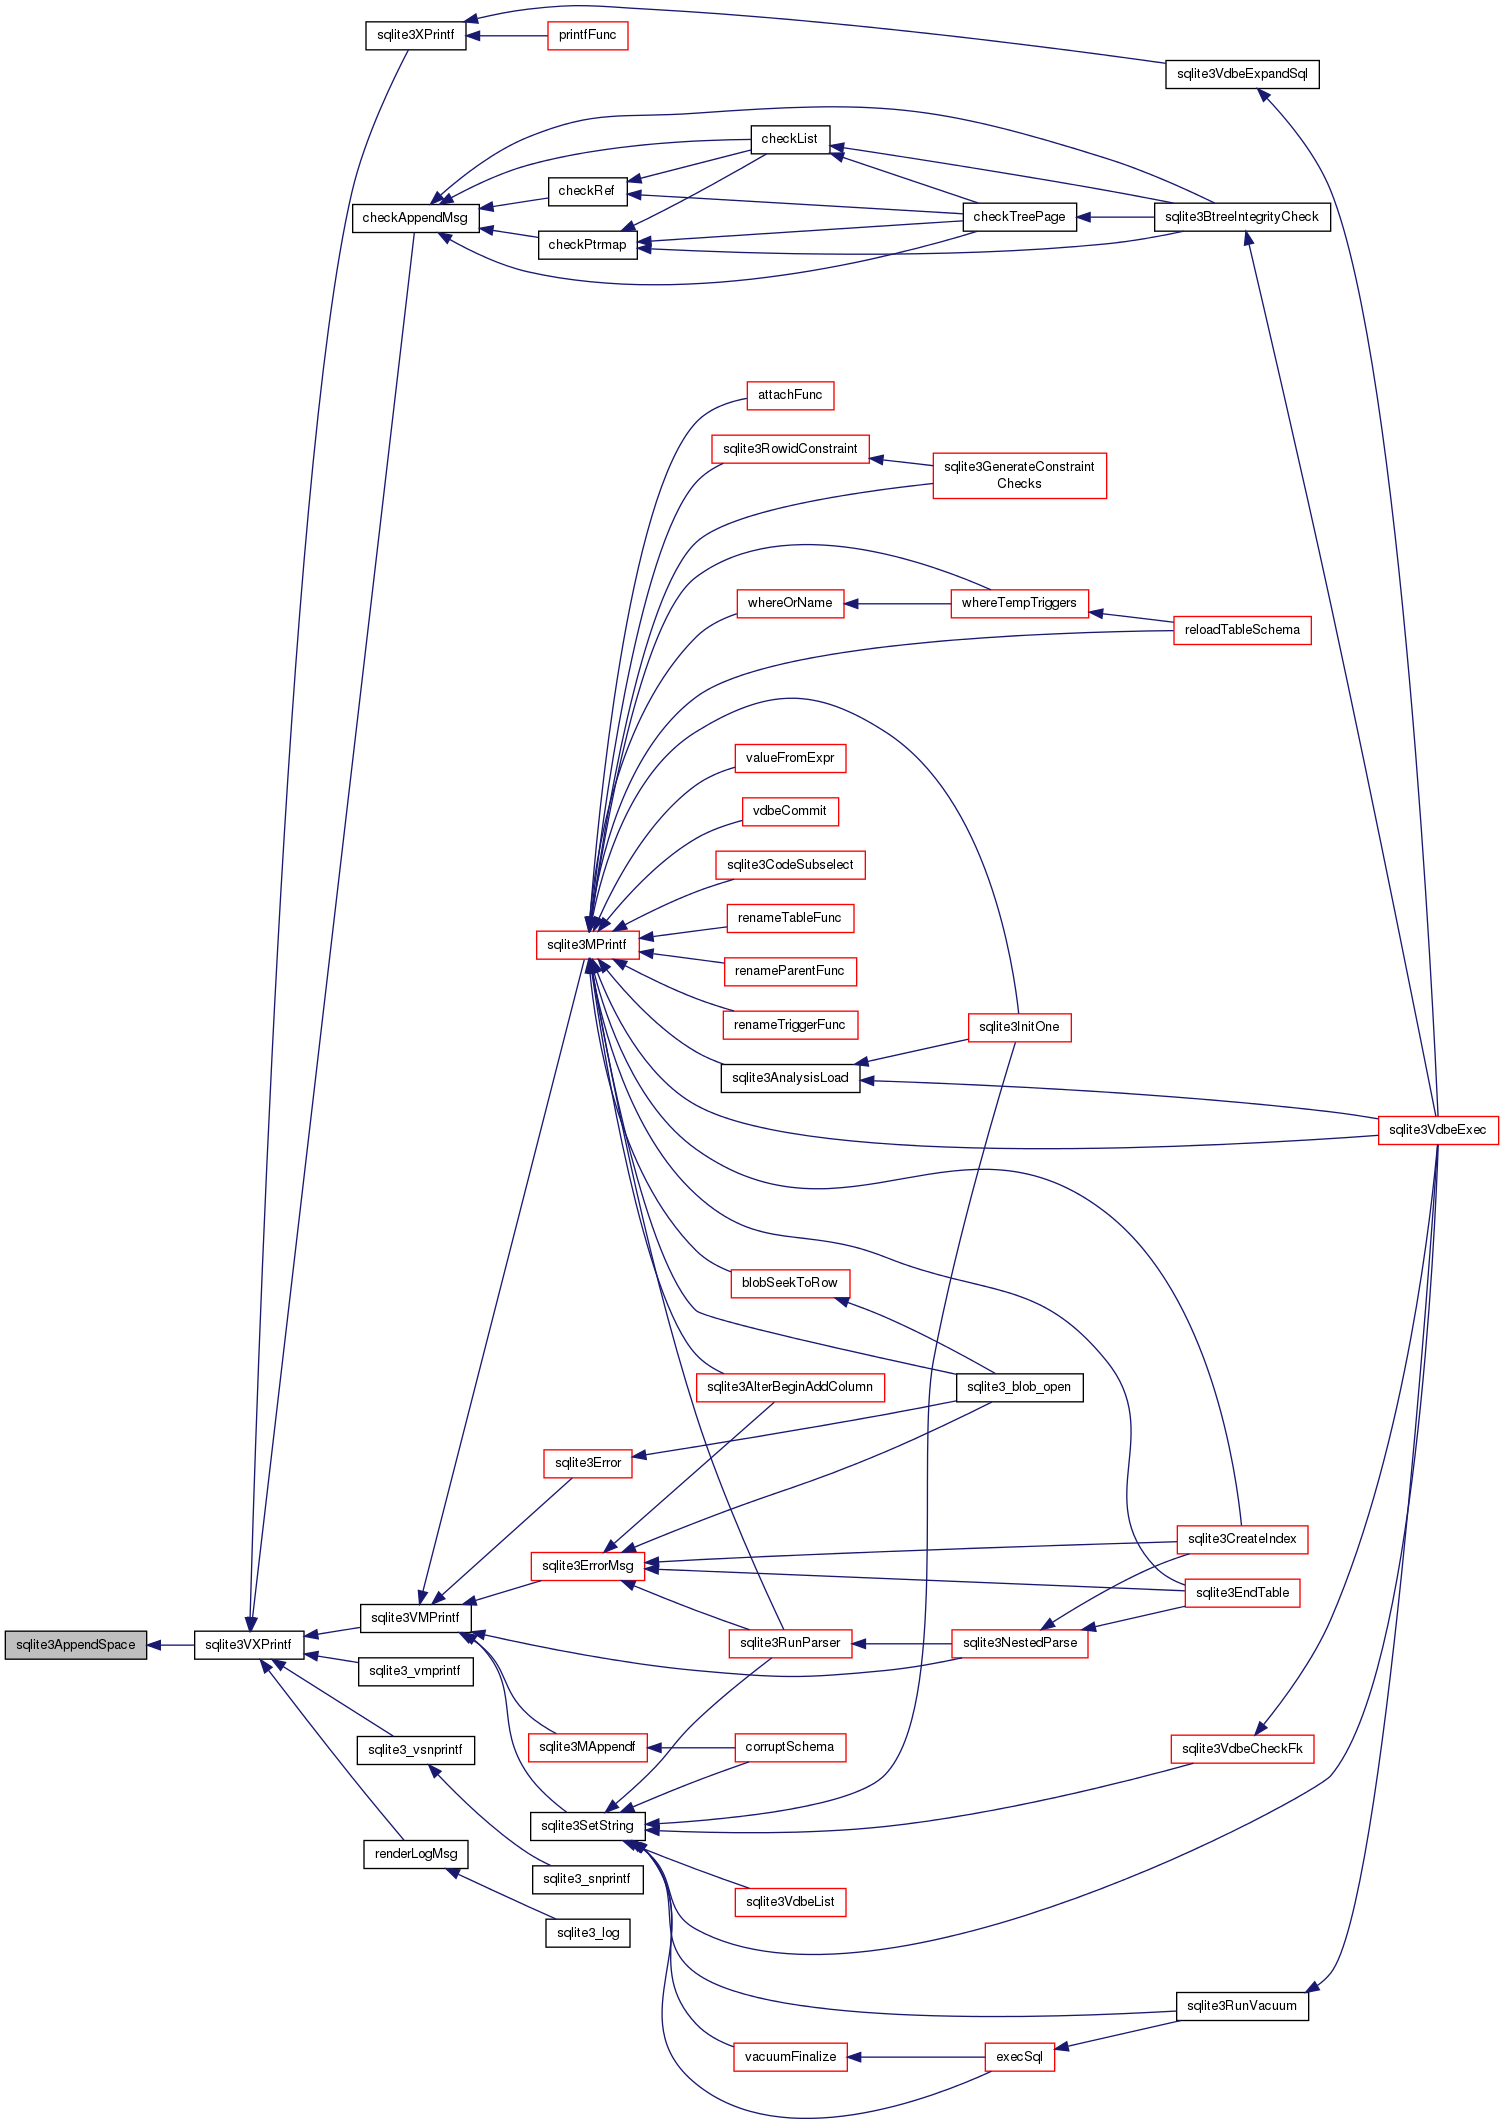 sqlite3XPrintf
printfFunc
sqlite3VdbeExpandSql
checkList
checkRef
checkAppendMsg
checkTreePage
sqlite3BtreeIntegrityCheck
checkPtrmap
attachFunc
sqlite3RowidConstraint
sqlite3GenerateConstraint
Checks
whereOrName
whereTempTriggers
reloadTableSchema
valueFromExpr
vdbeCommit
sqlite3CodeSubselect
renameTableFunc
sqlite3MPrintf
renameParentFunc
renameTriggerFunc
sqlite3InitOne
sqlite3AnalysisLoad
sqlite3VdbeExec
blobSeekToRow
sqlite3AlterBeginAddColumn
sqlite3_blob_open
sqlite3Error
sqlite3CreateIndex
sqlite3ErrorMsg
sqlite3EndTable
sqlite3VMPrintf
sqlite3AppendSpace
sqlite3VXPrintf
sqlite3RunParser
sqlite3NestedParse
sqlite3_vmprintf
sqlite3_vsnprintf
sqlite3MAppendf
corruptSchema
sqlite3VdbeCheckFk
sqlite3SetString
renderLogMsg
sqlite3_snprintf
sqlite3VdbeList
sqlite3_log
sqlite3RunVacuum
vacuumFinalize
execSql